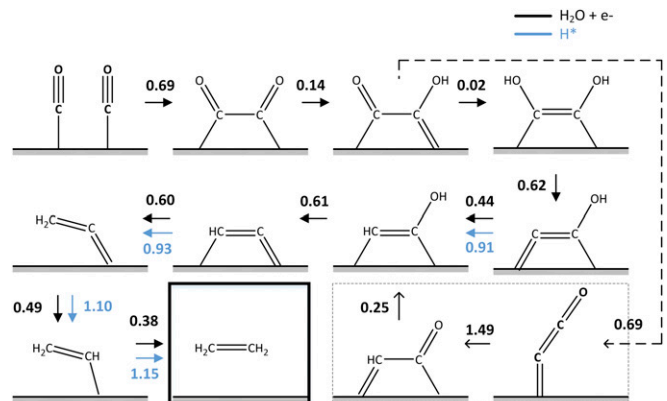 H₂O + e-
H*
O O
C C
0.69
O O
C C
0.14
O OH
C C
0.02
HO OH
C C
0.62
H₂C C
0.60
0.93
HC C
0.61
OH
HC C
0.44
0.91
OH
C C
0.49
1.10
H₂C CH
0.38
1.15
H₂C CH₂
0.25
O
HC C
1.49
O
C
C
0.69